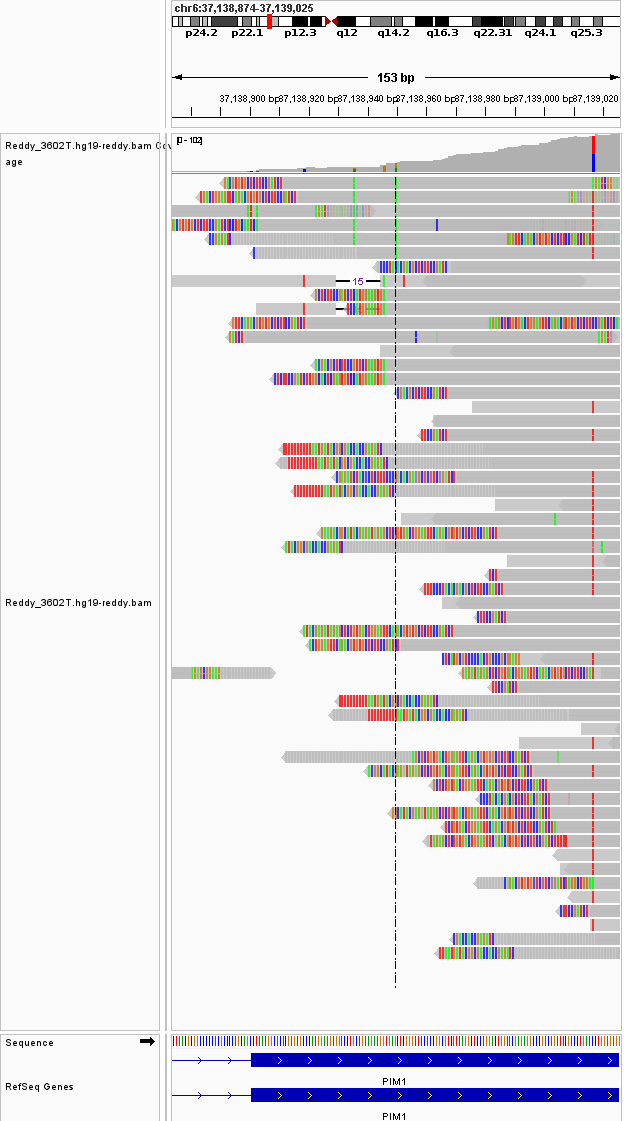 chr6:37,138,874-37,139,025
p24.2 p22.1 p12.3 q12 q14.2 q16.3 q22.31 q24.1 q25.3
153 bp
37,138,900 bp 37,138,920 bp 37,138,940 bp 37,138,960 bp 37,138,980 bp 37,139,000 bp 37,139,020
Reddy_3602T.hg19-reddy.bam Cov
age
[0 - 102]
15
Reddy_3602T.hg19-reddy.bam
Sequence
PIM1
RefSeq Genes
PIM1